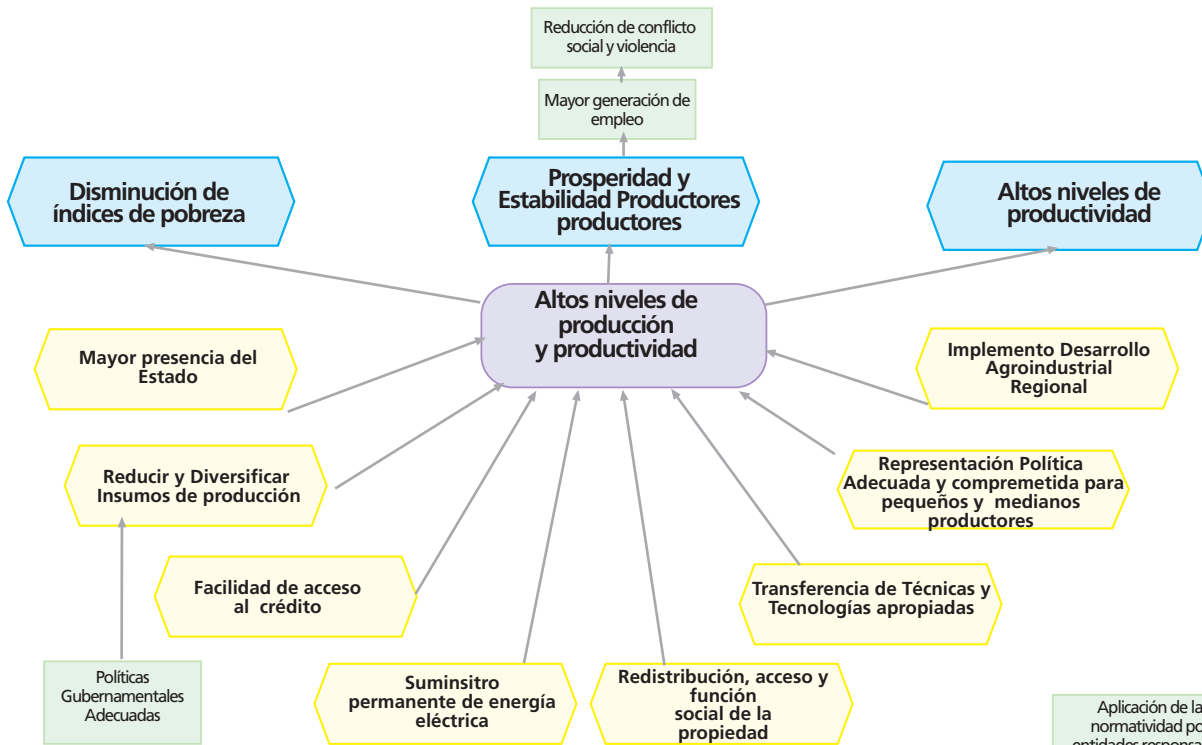 Reducción de conflicto
social y violencia
Mayor generación de
empleo
Disminución de
índices de pobreza
Prosperidad y
Estabilidad Productores
productores
Altos niveles de
productividad
Altos niveles de
producción
y productividad
Mayor presencia del
Estado
Implemento Desarrollo
Agroindustrial
Regional
Reducir y Diversificar
Insumos de producción
Representación Política
Adecuada y compremetida para
pequeños y medianos
productores
Facilidad de acceso
al crédito
Transferencia de Técnicas y
Tecnologías apropiadas
Políticas
Gubernamentales
Adecuadas
Suminsitro
permanente de energía
eléctrica
Redistribución, acceso y
función
social de la
propiedad
Aplicación de la
normatividad
entidades